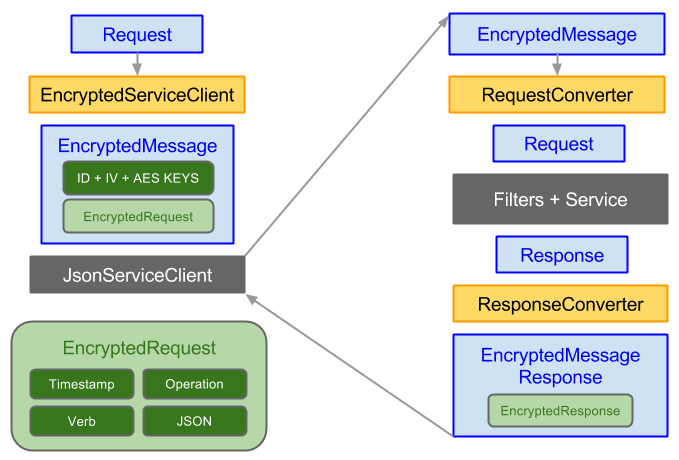 Request
EncryptedServiceClient
EncryptedMessage
ID + IV + AES KEYS
EncryptedRequest
JsonServiceClient
EncryptedRequest
Timestamp
Operation
Verb
JSON
EncryptedMessage
RequestConverter
Request
Filters + Service
Response
ResponseConverter
EncryptedMessage
Response
EncryptedResponse